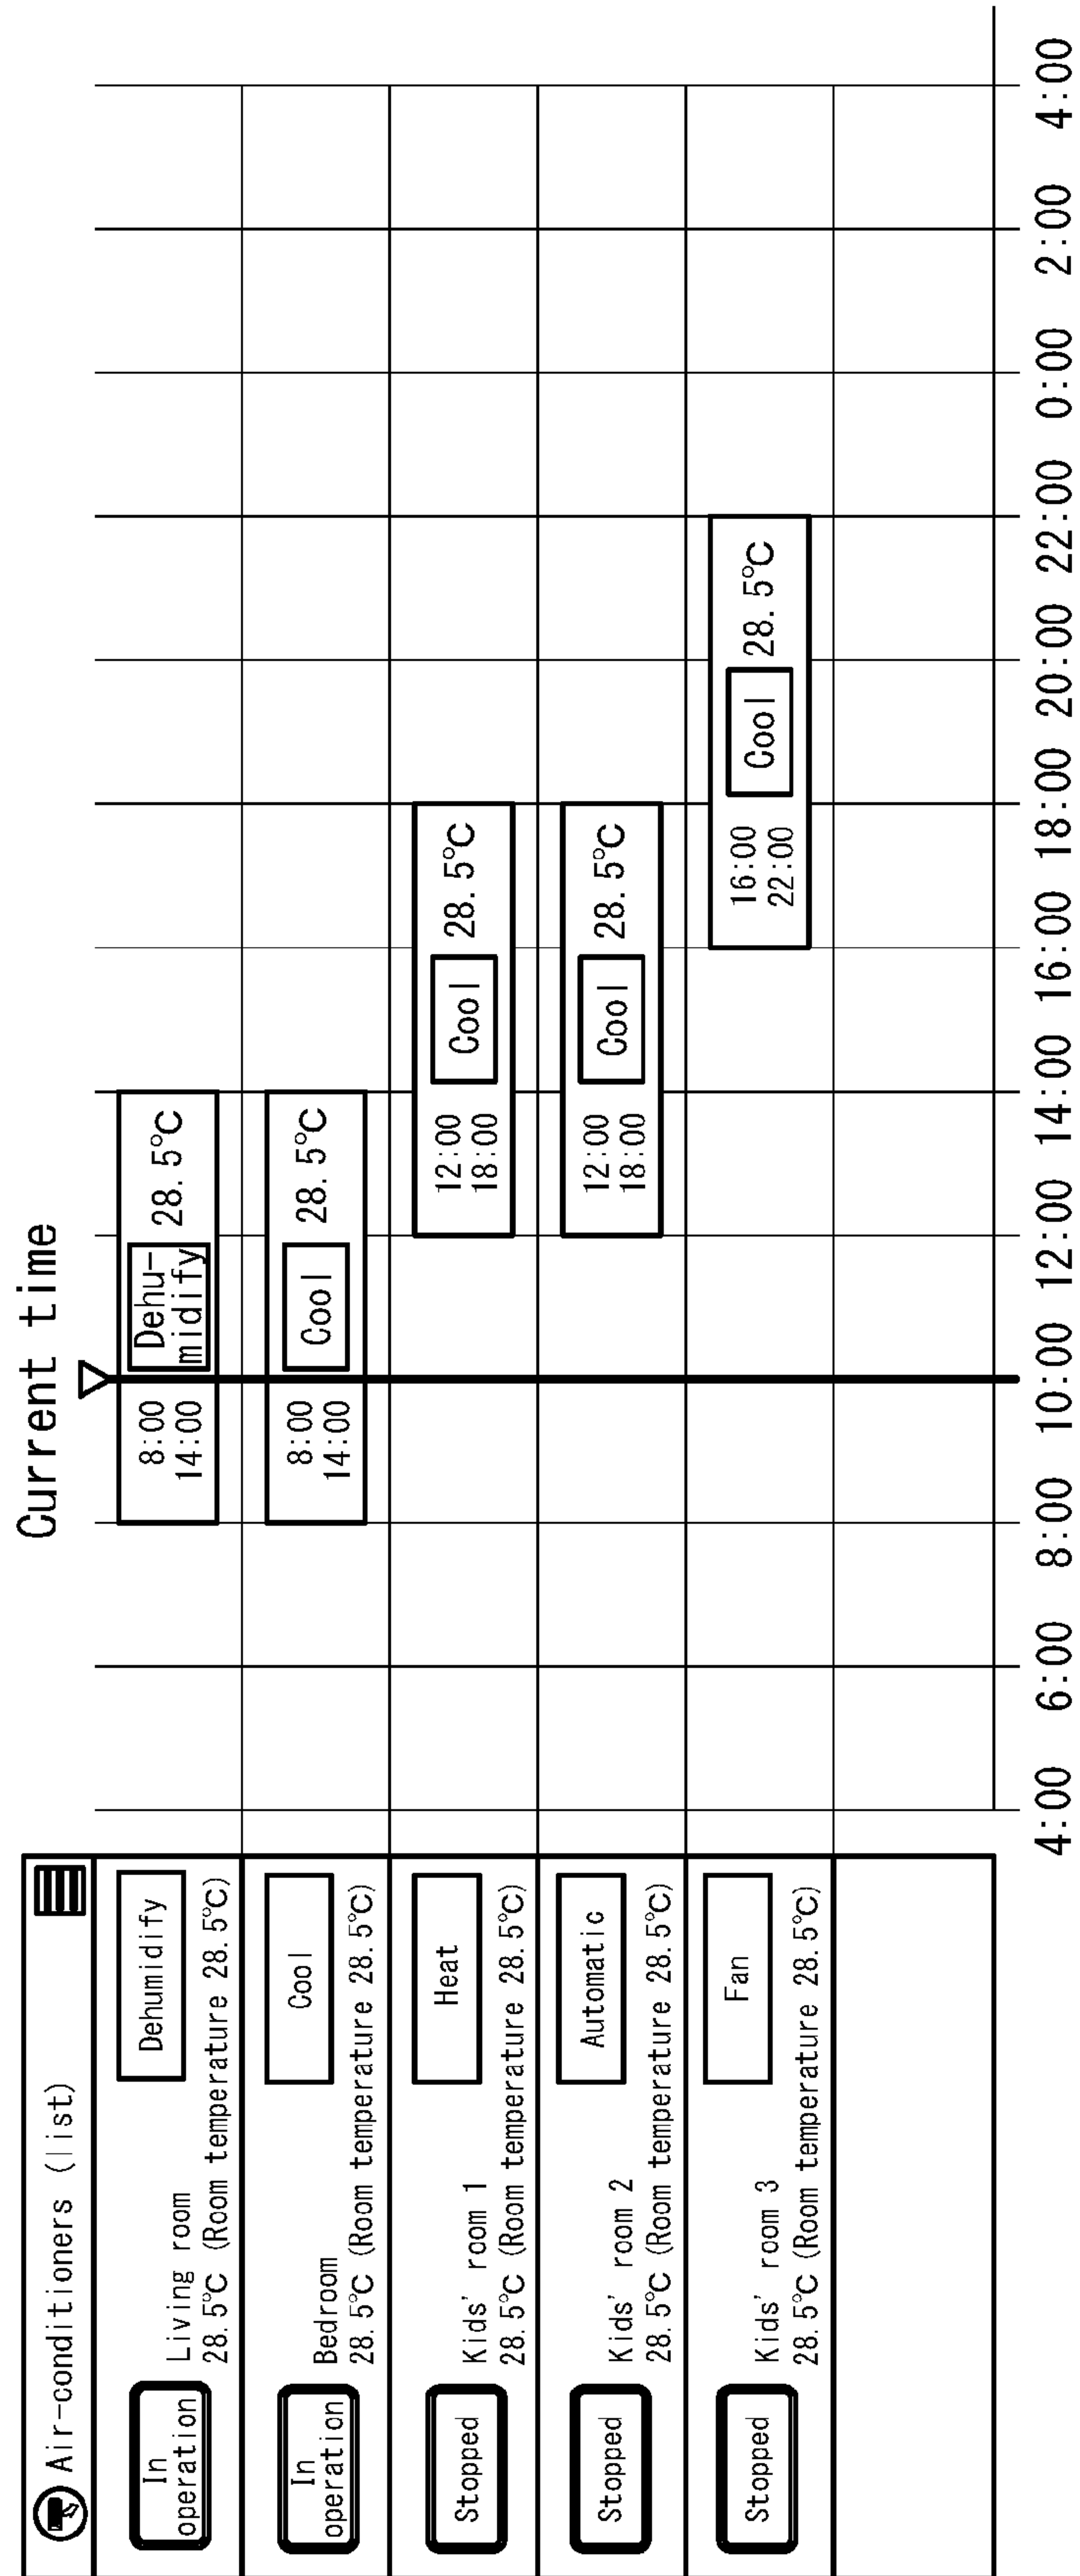 Current time
Air-conditioners (list)
In
operation
Living room
28.5℃ (Room temperature 28.5℃)
Dehumidify
8:00
14:00
Dehu-
midify
28.5℃
In
operation
Bedroom
28.5℃ (Room temperature 28.5℃)
Cool
8:00
14:00
Cool
28.5℃
Stopped
Kids' room 1
28.5℃ (Room temperature 28.5℃)
Heat
12:00
18:00
Cool
28.5℃
Stopped
Kids' room 2
28.5℃ (Room temperature 28.5℃)
Automatic
12:00
18:00
Cool
28.5℃
Stopped
Kids' room 3
28.5℃ (Room temperature 28.5℃)
Fan
16:00
22:00
Cool
28.5℃
4:00 6:00 8:00 10:00 12:00 14:00 16:00 18:00 20:00 22:00 0:00 2:00 4:00